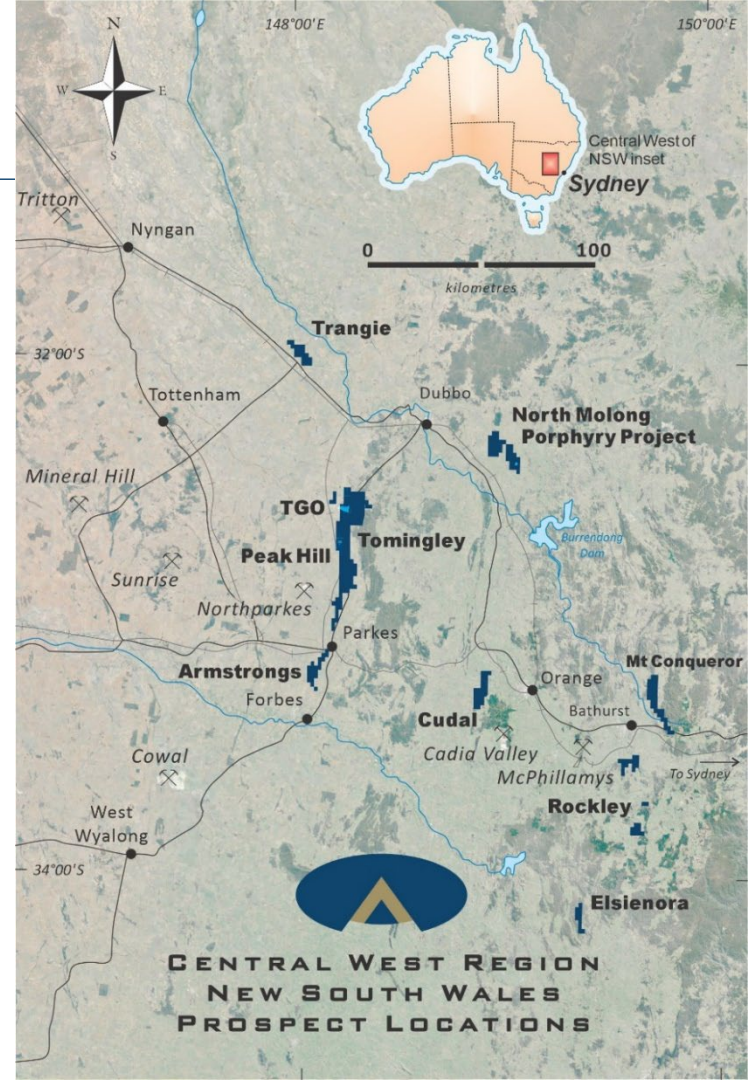 148°00'E
150°00'E
N
W
E
S
Central West of
NSW inset
Sydney
Tritton
Nyngan
0
100
kilometres
Trangie
32°00'S
Tottenham
Dubbo
North Molong
Porphyry Project
Mineral Hill
TGO
Tomingley
Peak Hill
Burrendong
Dam
Sunrise
Northparkes
Parkes
Armstrongs
Mt Conqueror
Orange
Forbes
Cudal
Bathurst
Cadia Valley
Cowal
McPhillamys
To Sydney
West
Wyalong
Rockley
34°00'S
Elsienora
CENTRAL WEST REGION
NEW SOUTH WALES
PROSPECT LOCATIONS